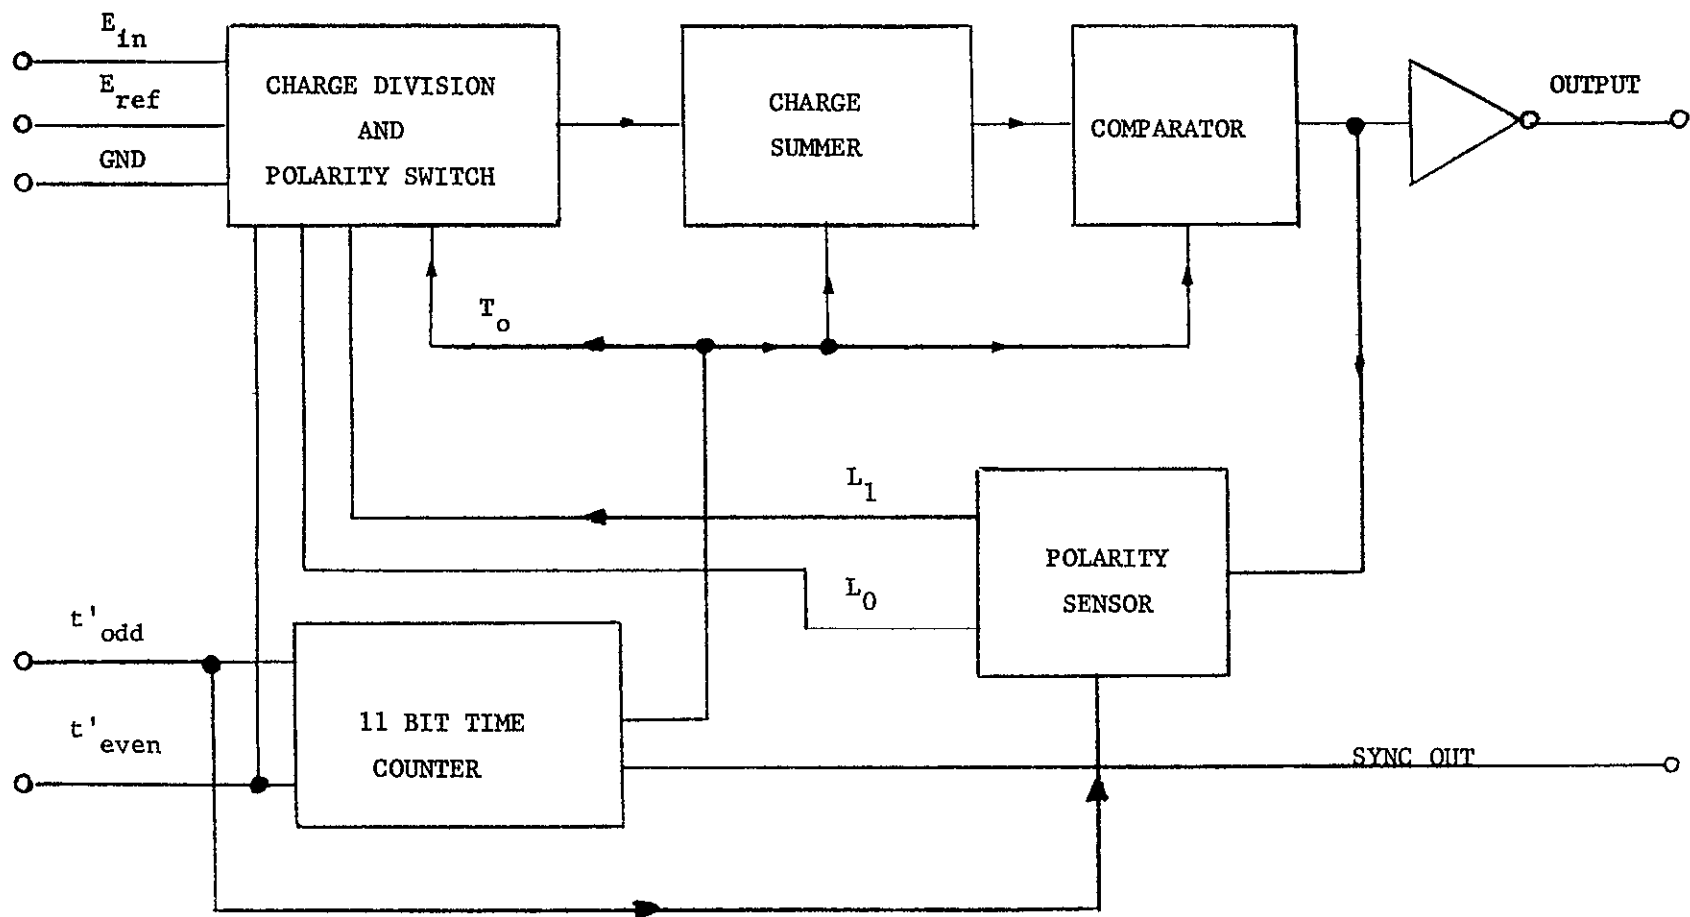 E_in
E_ref
GND
CHARGE DIVISION
AND
POLARITY SWITCH
CHARGE
SUMMER
COMPARATOR
OUTPUT
T_o
L_1
L_0
POLARITY
SENSOR
t'_odd
t'_even
11 BIT TIME
COUNTER
SYNC OUT